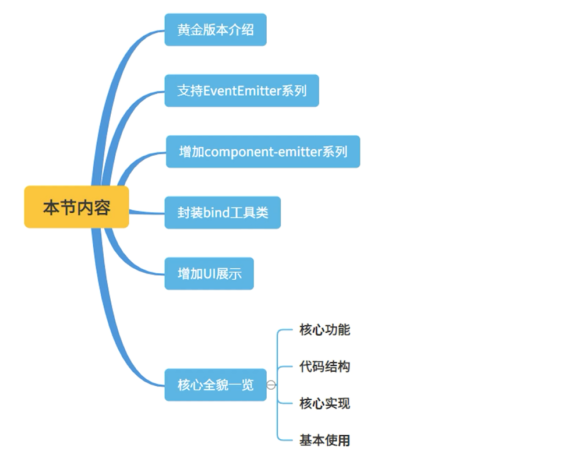 黄金版本介绍
支持EventEmitter系列
增加component-emitter系列
本节内容
封装bind工具类
增加UI展示
核心全貌一览
核心功能
代码结构
核心实现
基本使用